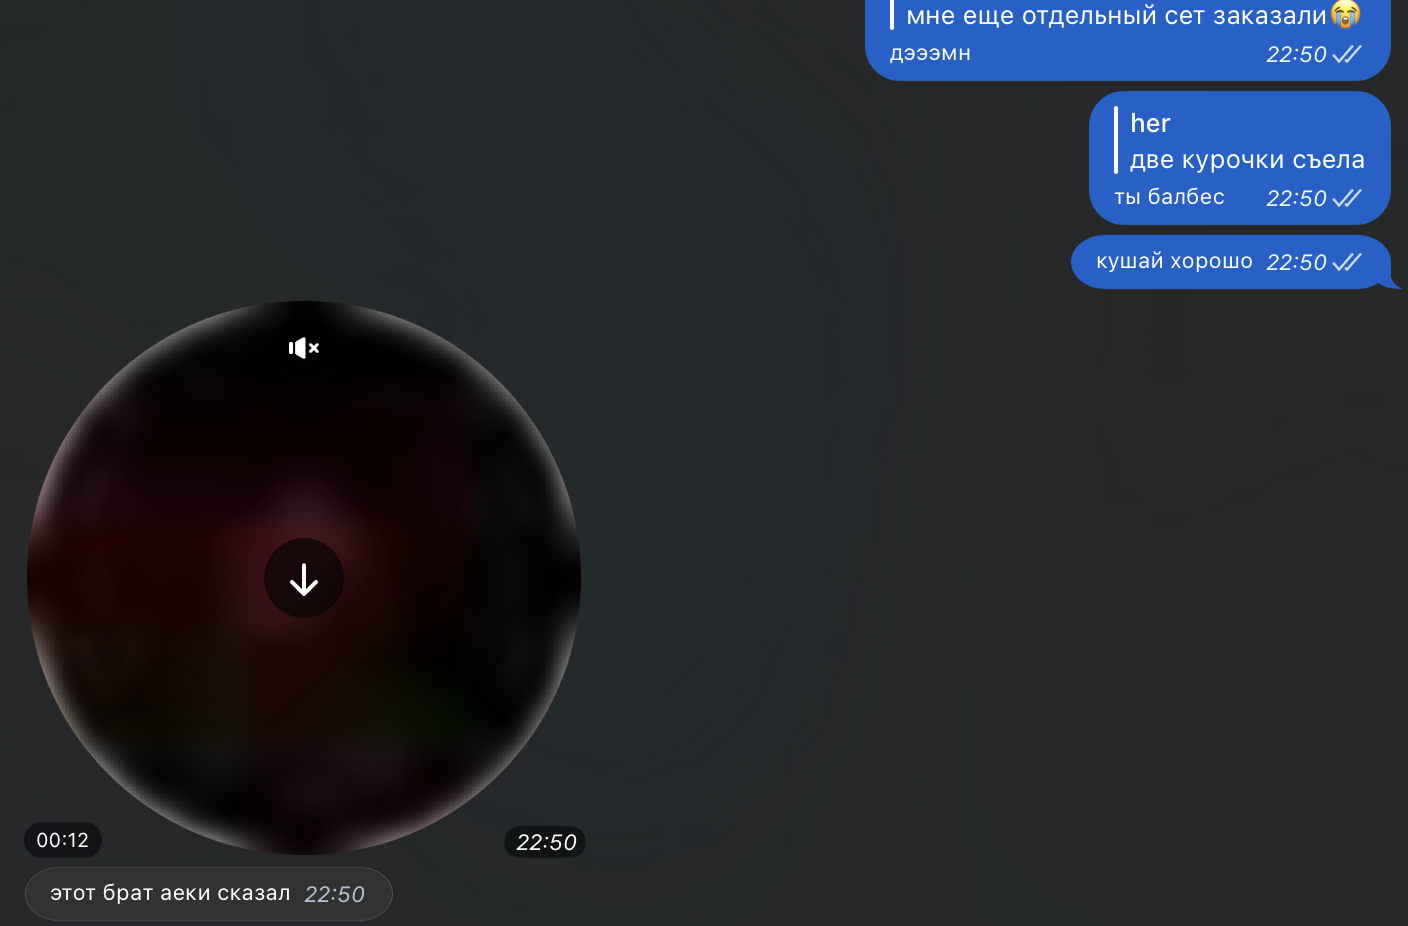 мне еще отдельный сет заказали😭
дэээмн 22:50
her
две курочки съела
ты балбес 22:50
кушай хорошо 22:50
00:12 22:50
этот брат аеки сказал 22:50